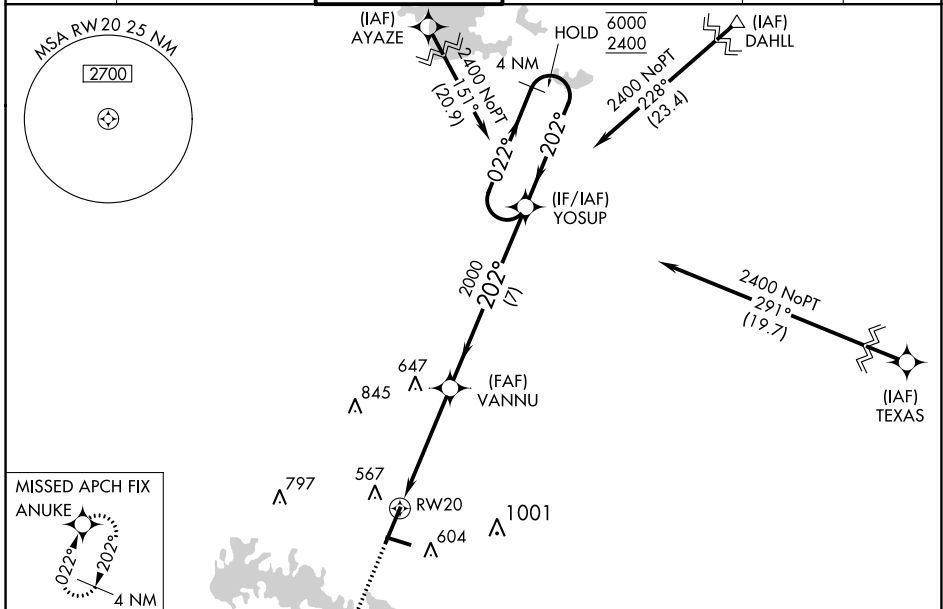 MSA RW20 25 NM
2700
(IAF)
AYAZE
2400 NoPT
151°
(20.9)
HOLD
6000
2400
4 NM
022°
202°
(IAF)
DAHLL
2400 NoPT
228°
(23.4)
(IF/IAF)
YOSUP
2000
202°
(7)
2400 NoPT
291°
(19.7)
(IAF)
TEXAS
647
845
(FAF)
VANNU
797
567
RW20
1001
604
MISSED APCH FIX
ANUKE
022°
202°
4 NM